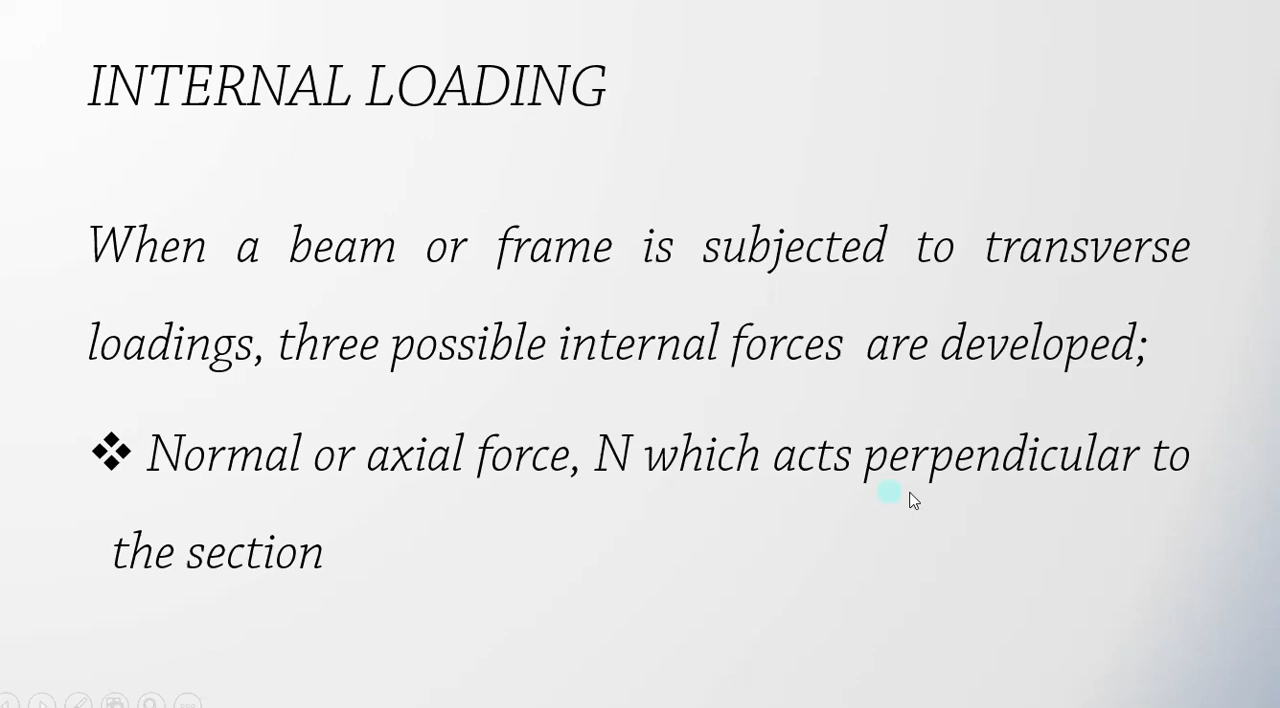 INTERNAL LOADING
When a beam or frame is subjected to transverse
loadings, three possible internal forces are developed;
❖ Normal or axial force, N which acts perpendicular to
the section